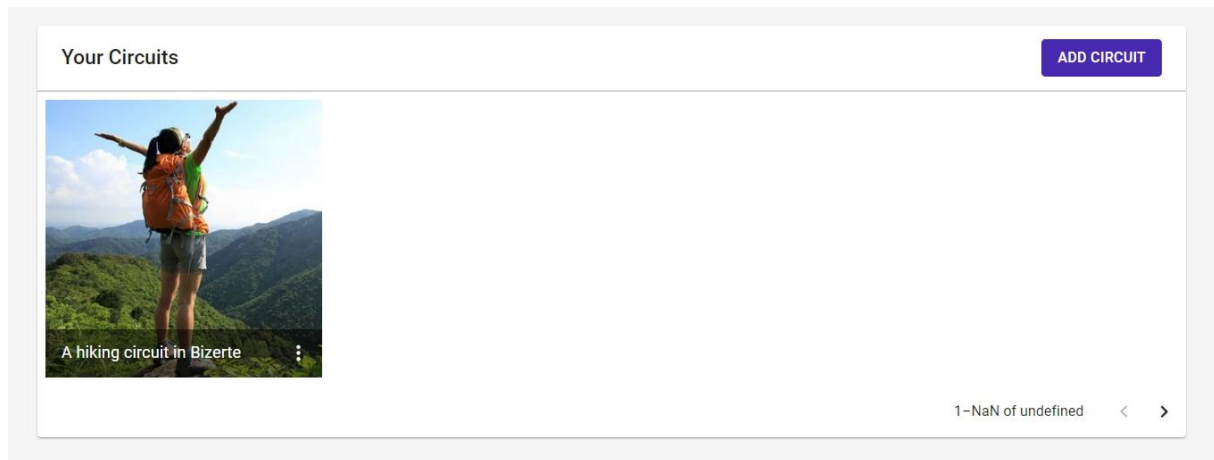 Your Circuits
ADD CIRCUIT
A hiking circuit in Bizerte
1–NaN of undefined